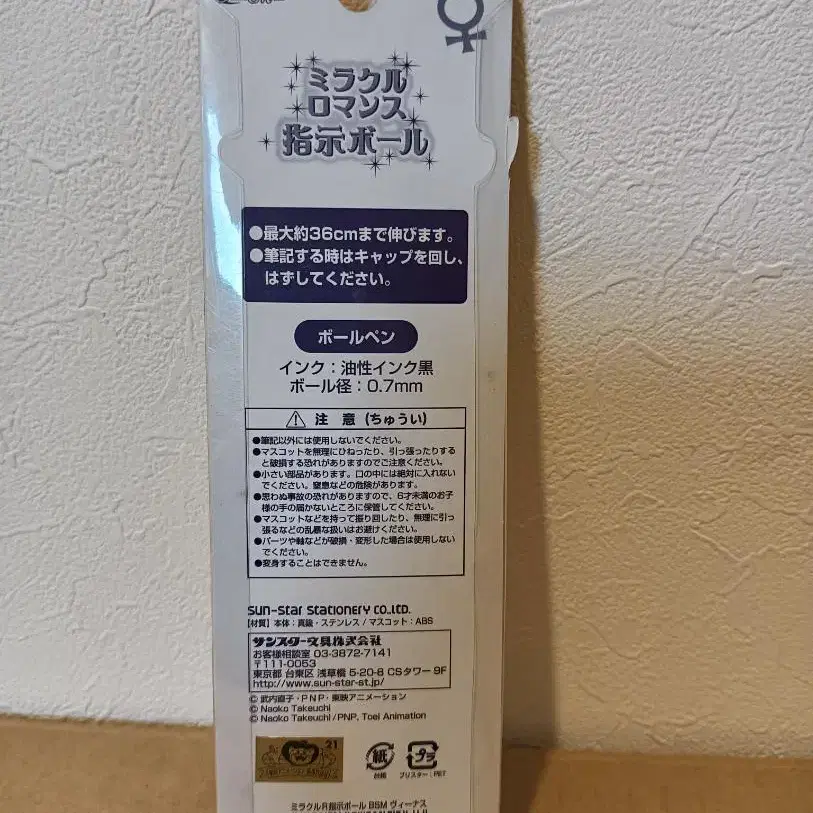 ミラクル
ロマンス
指示ボール
●最大約36cmまで伸びます。
●筆記する時はキャップを回し、
はずしてください。
ボールペン
インク：油性インク黒
ボール径：0.7mm
⚠ 注 意 (ちゅうい)
●筆記以外には使用しないでください。
●マスコットを無理にひねったり、引っ張ったりする
と破損する恐れがありますのでご注意ください。
●小さい部品があります。口の中には絶対に入れない
でください。窒息などの危険があります。
●思わぬ事故の恐れがありますので、6才未満のお子
様の手の届かないところに保管してください。
●マスコットなどを持って振り回したり、無理に引っ
張るなどの乱暴な扱いはお避けください。
●パーツや軸などが破損・変形した場合は使用しない
でください。
●変身することはできません。
SUN-STAR STATIONERY CO.,LTD.
【材質】本体：真鍮・ステンレス / マスコット：ABS
サンスター文具株式会社
お客様相談室 03-3872-7141
〒111-0053
東京都 台東区 浅草橋 5-20-8 CSタワー 9F
http://www.sun-star-st.jp/
© 武内直子・PNP・東映アニメーション
© Naoko Takeuchi
© Naoko Takeuchi/PNP, Toei Animation
21
紙
台紙
プラ
ブリスター：PET
ミラクルR指示ボール BSM ヴィーナス